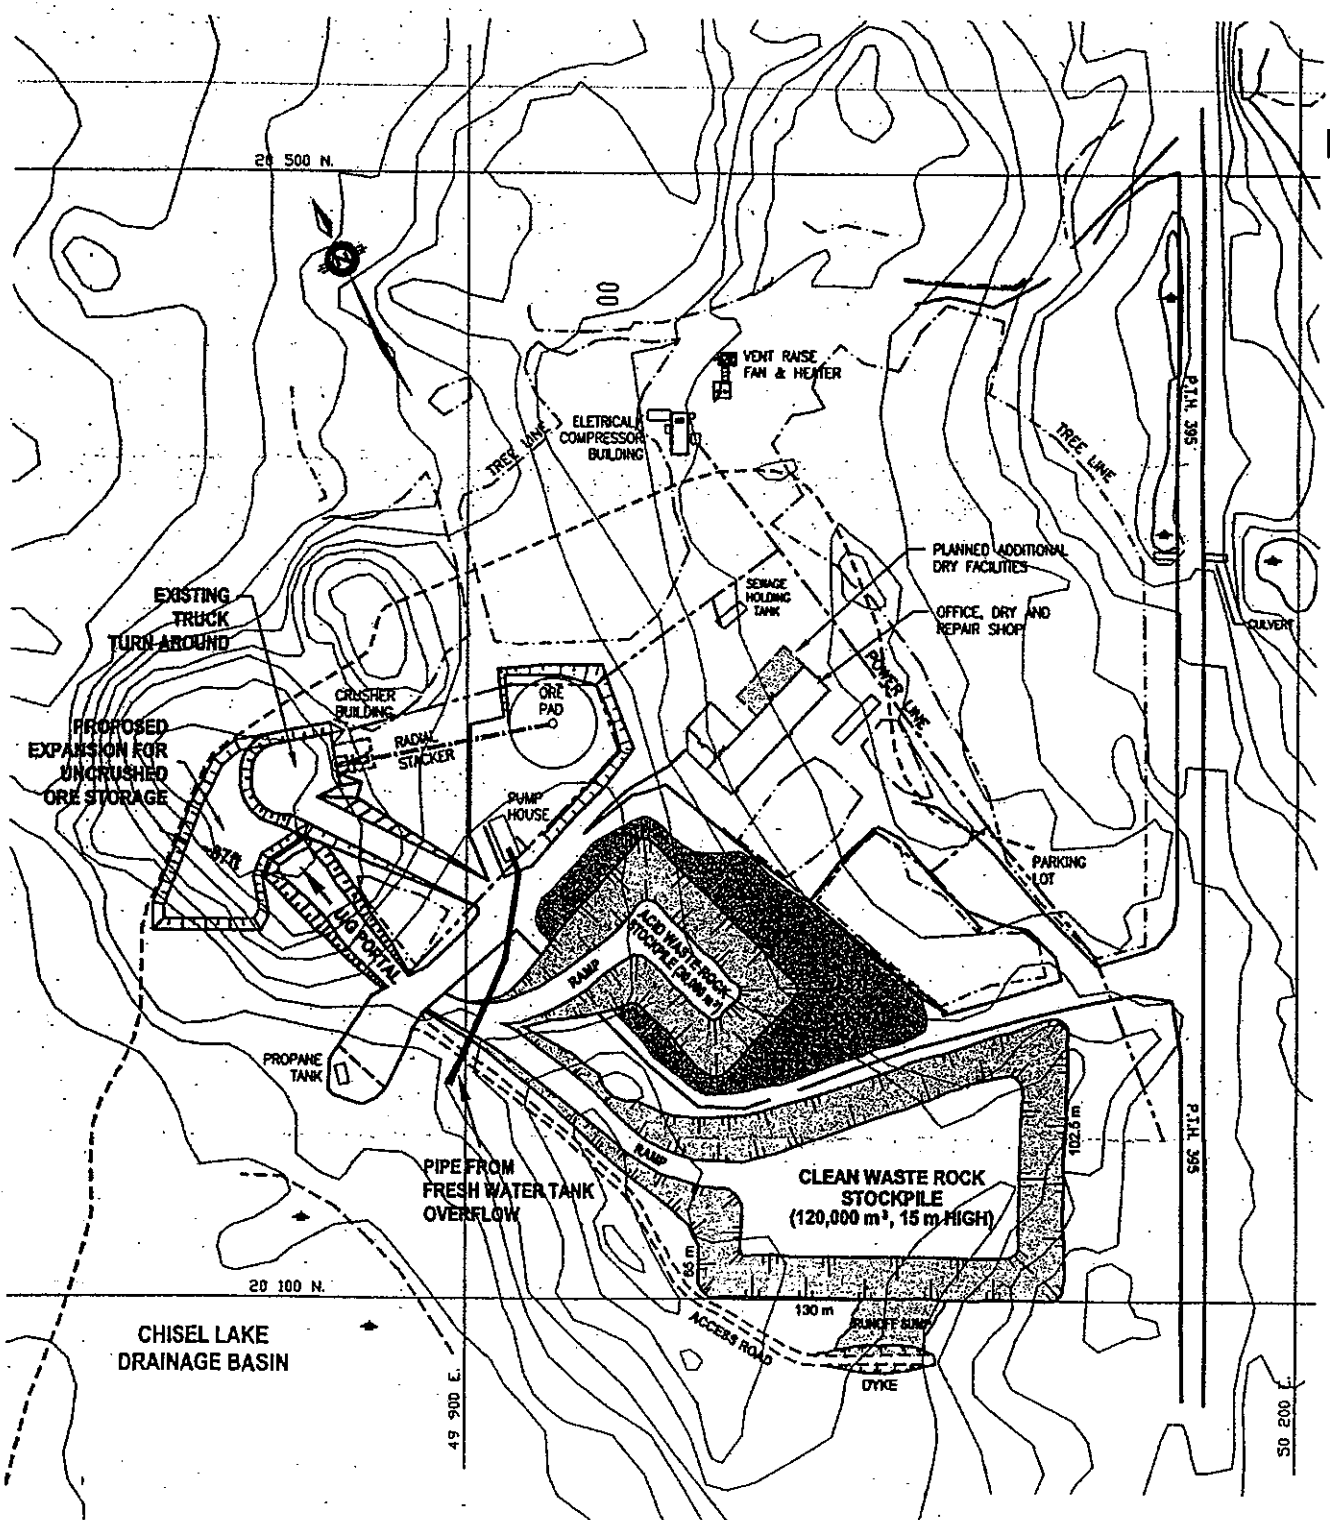 20 500 N.
N
VENT RAISE
FAN & HEATER
ELETRICAL
COMPRESSOR
BUILDING
TREE LINE
P.T.H. 395
TREE LINE
PLANNED ADDITIONAL
DRY FACILITIES
SEWAGE
HOLDING
TANK
OFFICE, DRY AND
REPAIR SHOP
CULVERT
EXISTING
TRUCK
TURN AROUND
POWER LINE
CRUSHER
BUILDING
ORE
PAD
RADIAL
STACKER
PROPOSED
EXPANSION FOR
UNCRUSHED
ORE STORAGE
PUMP
HOUSE
PARKING
LOT
U/G PORTAL
ACID WASTE ROCK
RAMP
PROPANE
TANK
RAMP
102.5 m
P.T.H. 395
PIPE FROM
FRESH WATER TANK
OVERFLOW
CLEAN WASTE ROCK
STOCKPILE
(120,000 m³, 15 m HIGH)
20 100 N.
130 m
RUNOFF SUMP
ACCESS ROAD
DYKE
CHISEL LAKE
DRAINAGE BASIN
49 900 E.
50 200 E.